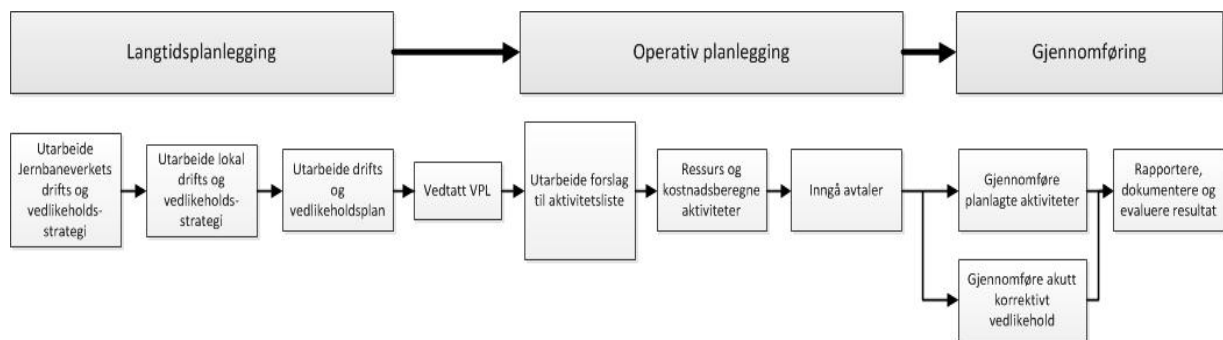 Langtidsplanlegging
Operativ planlegging
Gjennomføring
Utarbeide
Jernbaneverkets
drifts og
vedlikeholds-
strategi
Utarbeide lokal
drifts og
vedlikeholds-
strategi
Utarbeide drifts
og
vedlikeholdsplan
Vedtatt VPL
Utarbeide forslag
til aktivitetsliste
Ressurs og
kostnadsberegne
aktiviteter
Inngå avtaler
Gjennomføre
planlagte aktiviteter
Gjennomføre akutt
korrektivt
vedlikehold
Rapportere,
dokumentere og
evaluere resultat